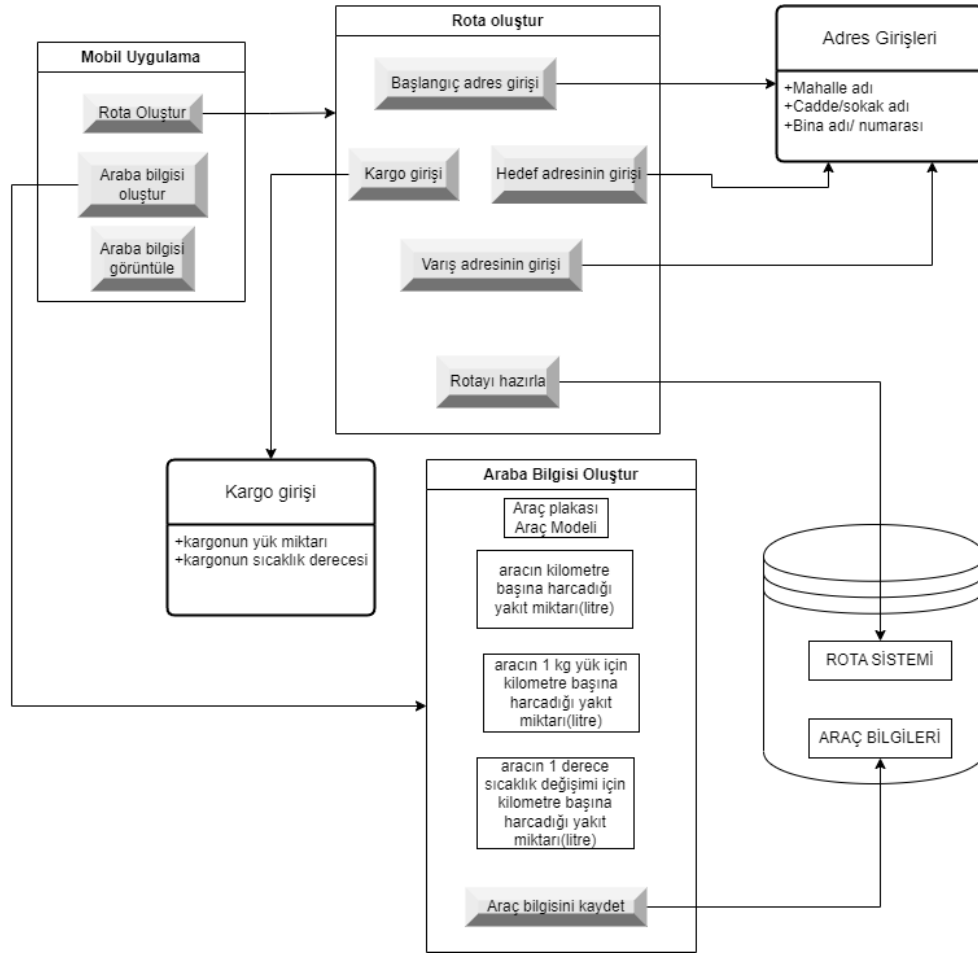 Mobil Uygulama
Rota Oluştur
Araba bilgisi
oluştur
Araba bilgisi
görüntüle
Rota oluştur
Başlangıç adres girişi
Kargo girişi
Hedef adresinin girişi
Varış adresinin girişi
Rotayı hazırla
Adres Girişleri
+Mahalle adı
+Cadde/sokak adı
+Bina adı/ numarası
Kargo girişi
+kargonun yük miktarı
+kargonun sıcaklık derecesi
Araba Bilgisi Oluştur
Araç plakası
Araç Modeli
aracın kilometre
başına harcadığı
yakıt miktarı(litre)
aracın 1 kg yük için
kilometre başına
harcadığı yakıt
miktarı(litre)
aracın 1 derece
sıcaklık değişimi için
kilometre başına
harcadığı yakıt
miktarı(litre)
Araç bilgisini kaydet
ROTA SİSTEMİ
ARAÇ BİLGİLERİ